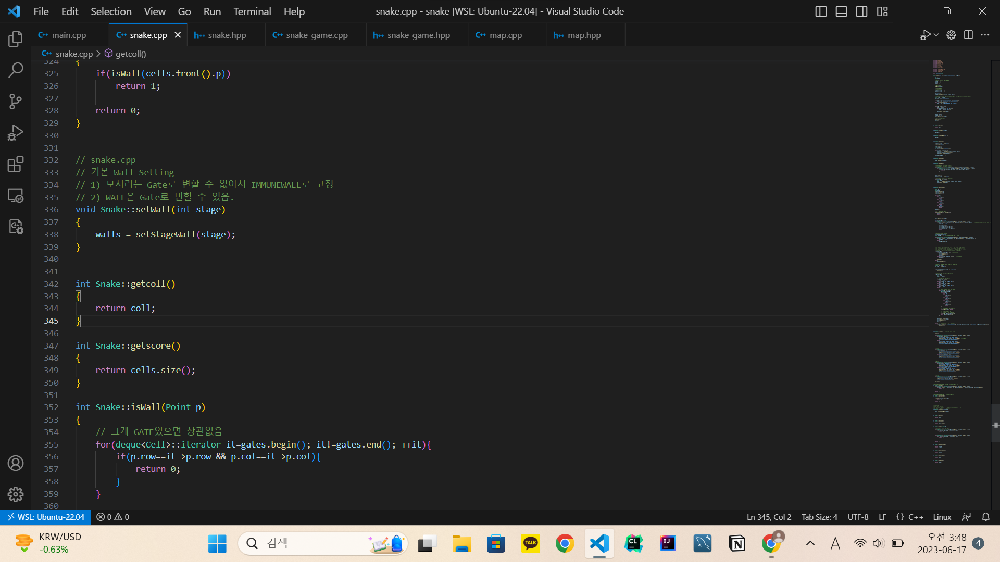 File Edit Selection View Go Run Terminal Help
snake.cpp - snake [WSL: Ubuntu-22.04] - Visual Studio Code
main.cpp snake.cpp snake.hpp snake_game.cpp snake_game.hpp map.cpp map.hpp
snake.cpp > getcoll()
324 {
325 if(isWall(cells.front().p))
326 return 1;
327
328 return 0;
329 }
330
331
332 // snake.cpp
333 // 기본 Wall Setting
334 // 1) 모서리는 Gate로 변할 수 없어서 IMMUNEWALL로 고정
335 // 2) WALL은 Gate로 변할 수 있음.
336 void Snake::setWall(int stage)
337 {
338 walls = setStageWall(stage);
339 }
340
341
342 int Snake::getcoll()
343 {
344 return coll;
345 }
346
347 int Snake::getscore()
348 {
349 return cells.size();
350 }
351
352 int Snake::isWall(Point p)
353 {
354 // 그게 GATE였으면 상관없음
355 for(deque<Cell>::iterator it=gates.begin(); it!=gates.end(); ++it){
356 if(p.row==it->p.row && p.col==it->p.col){
357 return 0;
358 }
359 }
360
WSL: Ubuntu-22.04 0 0 Ln 345, Col 2 Tab Size: 4 UTF-8 LF {} C++ Linux
KRW/USD
-0.63%
검색
TALK
CL
IJ
A
오전 3:48
2023-06-17
4